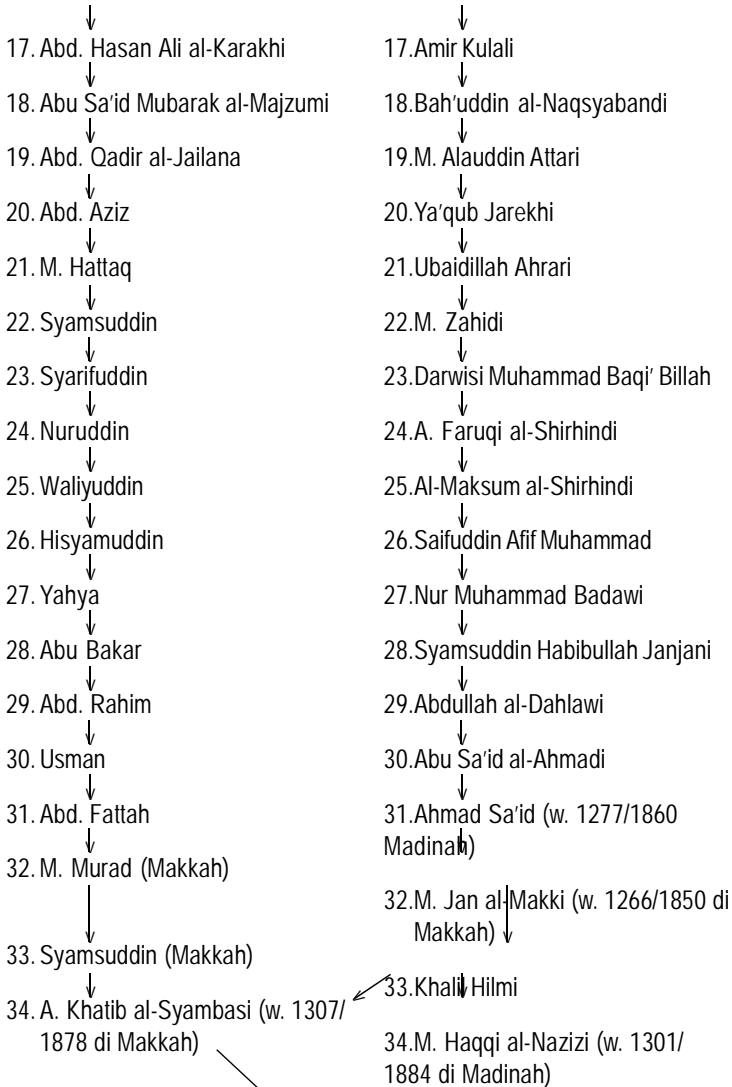 17. Abd. Hasan Ali al-Karakhi
18. Abu Sa'id Mubarak al-Majzumi
19. Abd. Qadir al-Jailana
20. Abd. Aziz
21. M. Hattaq
22. Syamsuddin
23. Syarifuddin
24. Nuruddin
25. Waliyuddin
26. Hisyamuddin
27. Yahya
28. Abu Bakar
29. Abd. Rahim
30. Usman
31. Abd. Fattah
32. M. Murad (Makkah)
33. Syamsuddin (Makkah)
34. A. Khatib al-Syambasi (w. 1307/
1878 di Makkah)
17.Amir Kulali
18.Bah'uddin al-Naqsyabandi
19.M. Alauddin Attari
20.Ya'qub Jarekhi
21.Ubaidillah Ahrari
22.M. Zahidi
23.Darwisi Muhammad Baqi' Billah
24.A. Faruqi al-Shirhindi
25.Al-Maksum al-Shirhindi
26.Saifuddin Afif Muhammad
27.Nur Muhammad Badawi
28.Syamsuddin Habibullah Janjani
29.Abdullah al-Dahlawi
30.Abu Sa'id al-Ahmadi
31.Ahmad Sa'id (w. 1277/1860
Madinah)
32.M. Jan al-Makki (w. 1266/1850 di
Makkah)
33.Khalil Hilmi
34.M. Haqqi al-Nazizi (w. 1301/
1884 di Madinah)